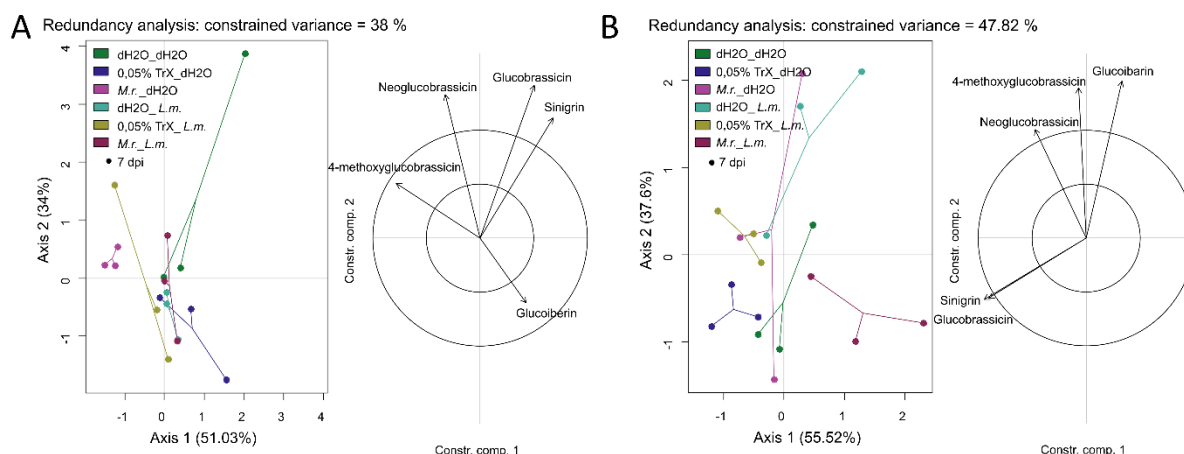 A Redundancy analysis: constrained variance = 38 %
dH2O_dH2O
0,05% TrX_dH2O
M.r._dH2O
dH2O_L.m.
0,05% TrX_L.m.
M.r._L.m.
7 dpi
4
3
2
1
0
-1
Axis 2 (34%)
-1 0 1 2 3 4
Axis 1 (51.03%)
Glucobrassicin
Neoglucobrassicin
Sinigrin
4-methoxyglucobrassicin
Glucoiberin
Constr. comp. 2
Constr. comp. 1
B Redundancy analysis: constrained variance = 47.82 %
dH2O_dH2O
0,05% TrX_dH2O
M.r._dH2O
dH2O_L.m.
0,05% TrX_L.m.
M.r._L.m.
7 dpi
2
1
0
-1
Axis 2 (37.6%)
-1 0 1 2
Axis 1 (55.52%)
Glucoibarin
4-methoxyglucobrassicin
Neoglucobrassicin
Sinigrin
Glucobrassicin
Constr. comp. 2
Constr. comp. 1